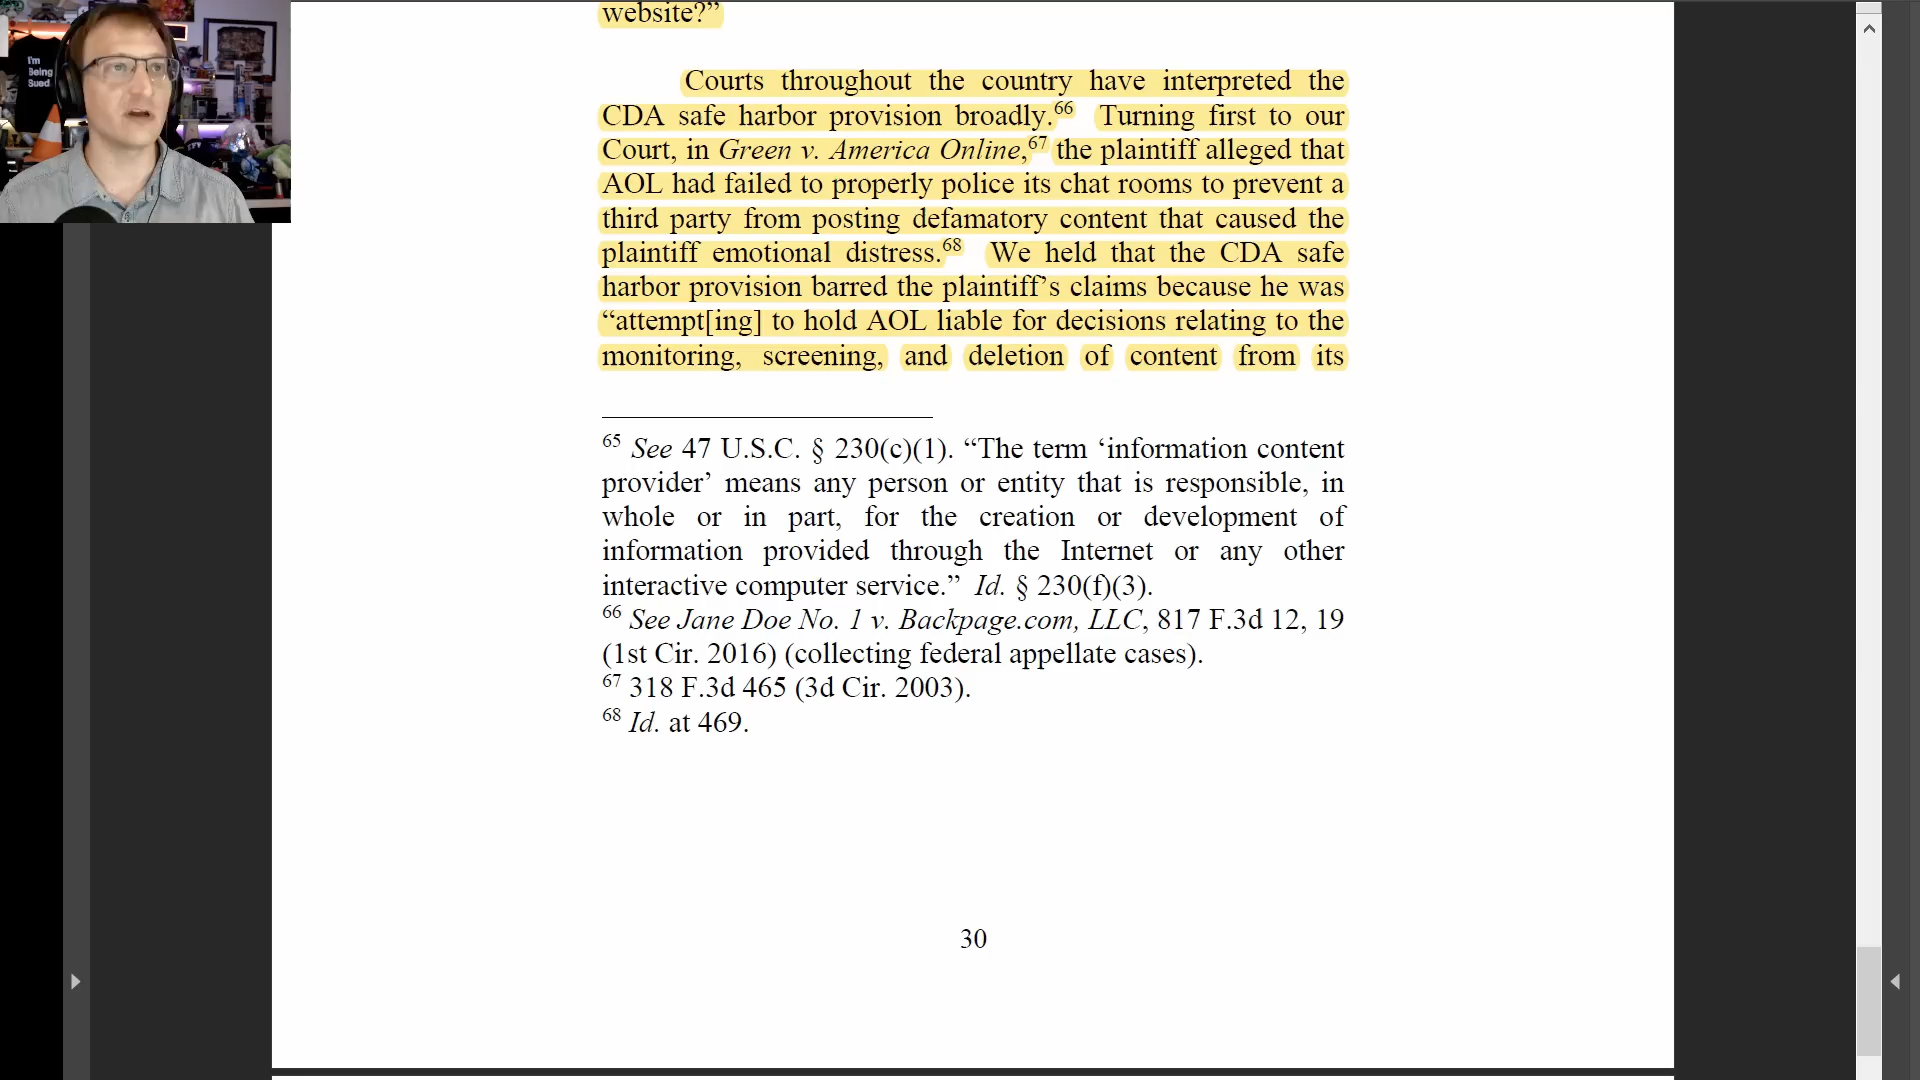 I'm
Being
Sued
website?”
Courts throughout the country have interpreted the
CDA safe harbor provision broadly.66 Turning first to our
Court, in Green v. America Online,67 the plaintiff alleged that
AOL had failed to properly police its chat rooms to prevent a
third party from posting defamatory content that caused the
plaintiff emotional distress.68 We held that the CDA safe
harbor provision barred the plaintiff’s claims because he was
“attempt[ing] to hold AOL liable for decisions relating to the
monitoring, screening, and deletion of content from its
65 See 47 U.S.C. § 230(c)(1). “The term ‘information content
provider’ means any person or entity that is responsible, in
whole or in part, for the creation or development of
information provided through the Internet or any other
interactive computer service.” Id. § 230(f)(3).
66 See Jane Doe No. 1 v. Backpage.com, LLC, 817 F.3d 12, 19
(1st Cir. 2016) (collecting federal appellate cases).
67 318 F.3d 465 (3d Cir. 2003).
68 Id. at 469.
30